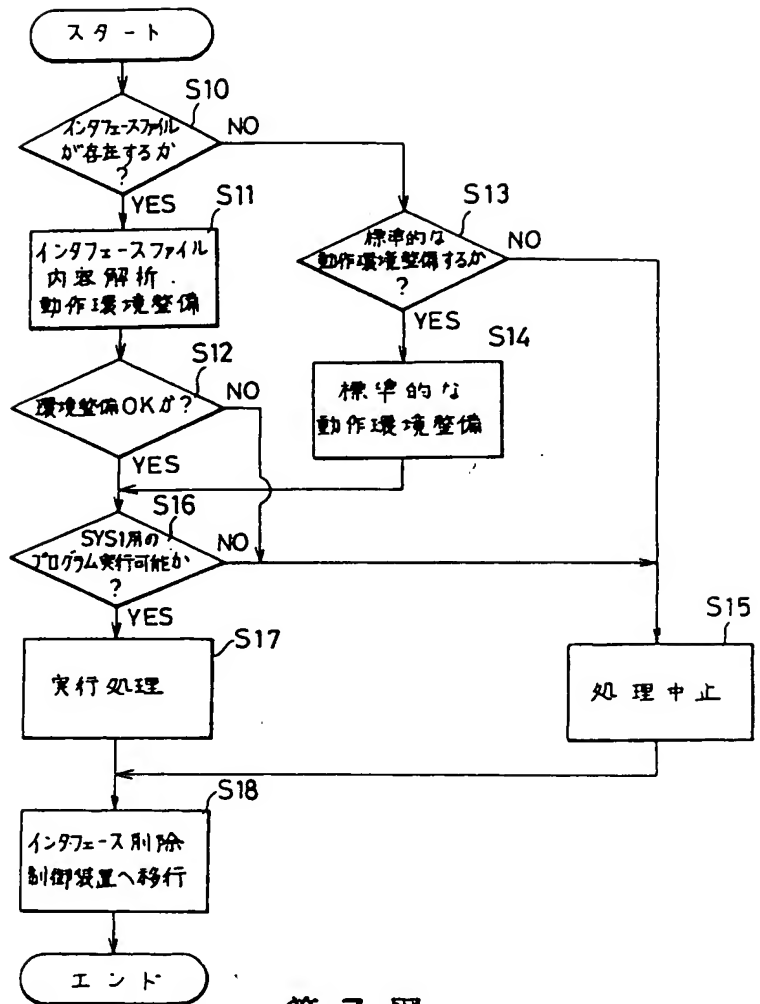 スタート
S10
インタフェースファイル
が存在するか
?
NO
YES
S11
インタフェースファイル
内容解析.
動作環境整備
S13
標準的な
動作環境整備するか
?
NO
YES
S12
環境整備OKか?
NO
YES
S14
標準的な
動作環境整備
S16
SYS1用の
プログラム実行可能か
?
NO
YES
S17
実行処理
S15
処理中止
S18
インタフェース削除
制御装置へ移行
エンド